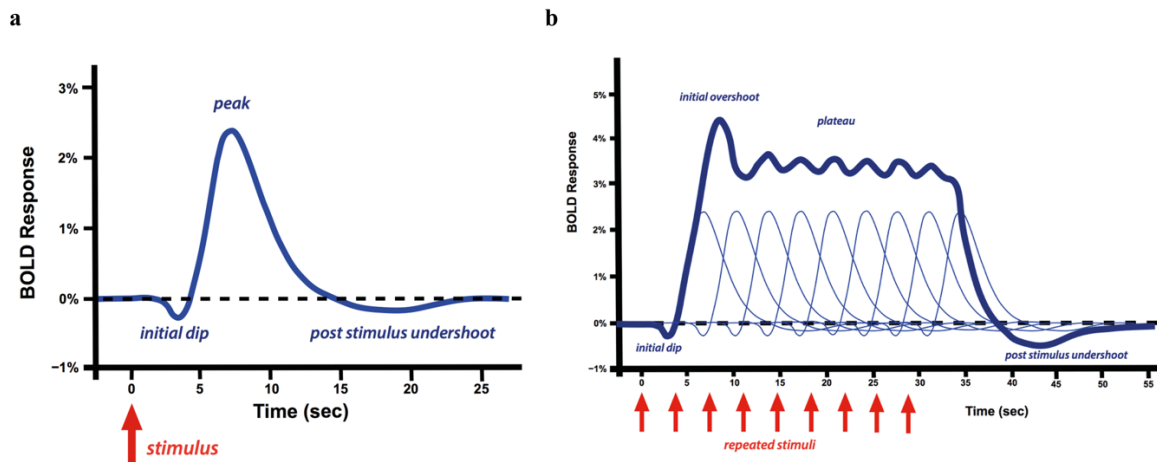 a
3%
2%
1%
0%
−1%
BOLD Response
peak
initial dip
post stimulus undershoot
0
5
10
15
20
25
Time (sec)
stimulus
b
5%
4%
3%
2%
1%
0%
−1%
BOLD Response
initial overshoot
plateau
initial dip
post stimulus undershoot
0
5
10
15
20
25
30
35
40
45
50
55
Time (sec)
repeated stimuli